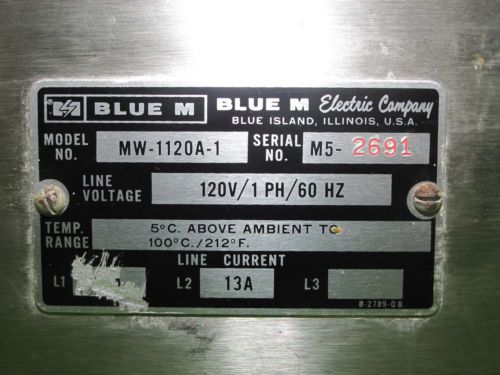 BLUE M BLUE M Electric Company
BLUE ISLAND, ILLINOIS, U.S.A.
MODEL NO. MW-1120A-1 SERIAL NO. M5- 2691
LINE VOLTAGE 120V/1 PH/60 HZ
TEMP. RANGE 5°C. ABOVE AMBIENT TO
100°C./212°F.
LINE CURRENT
L1 L2 13A L3
B-2789-QB